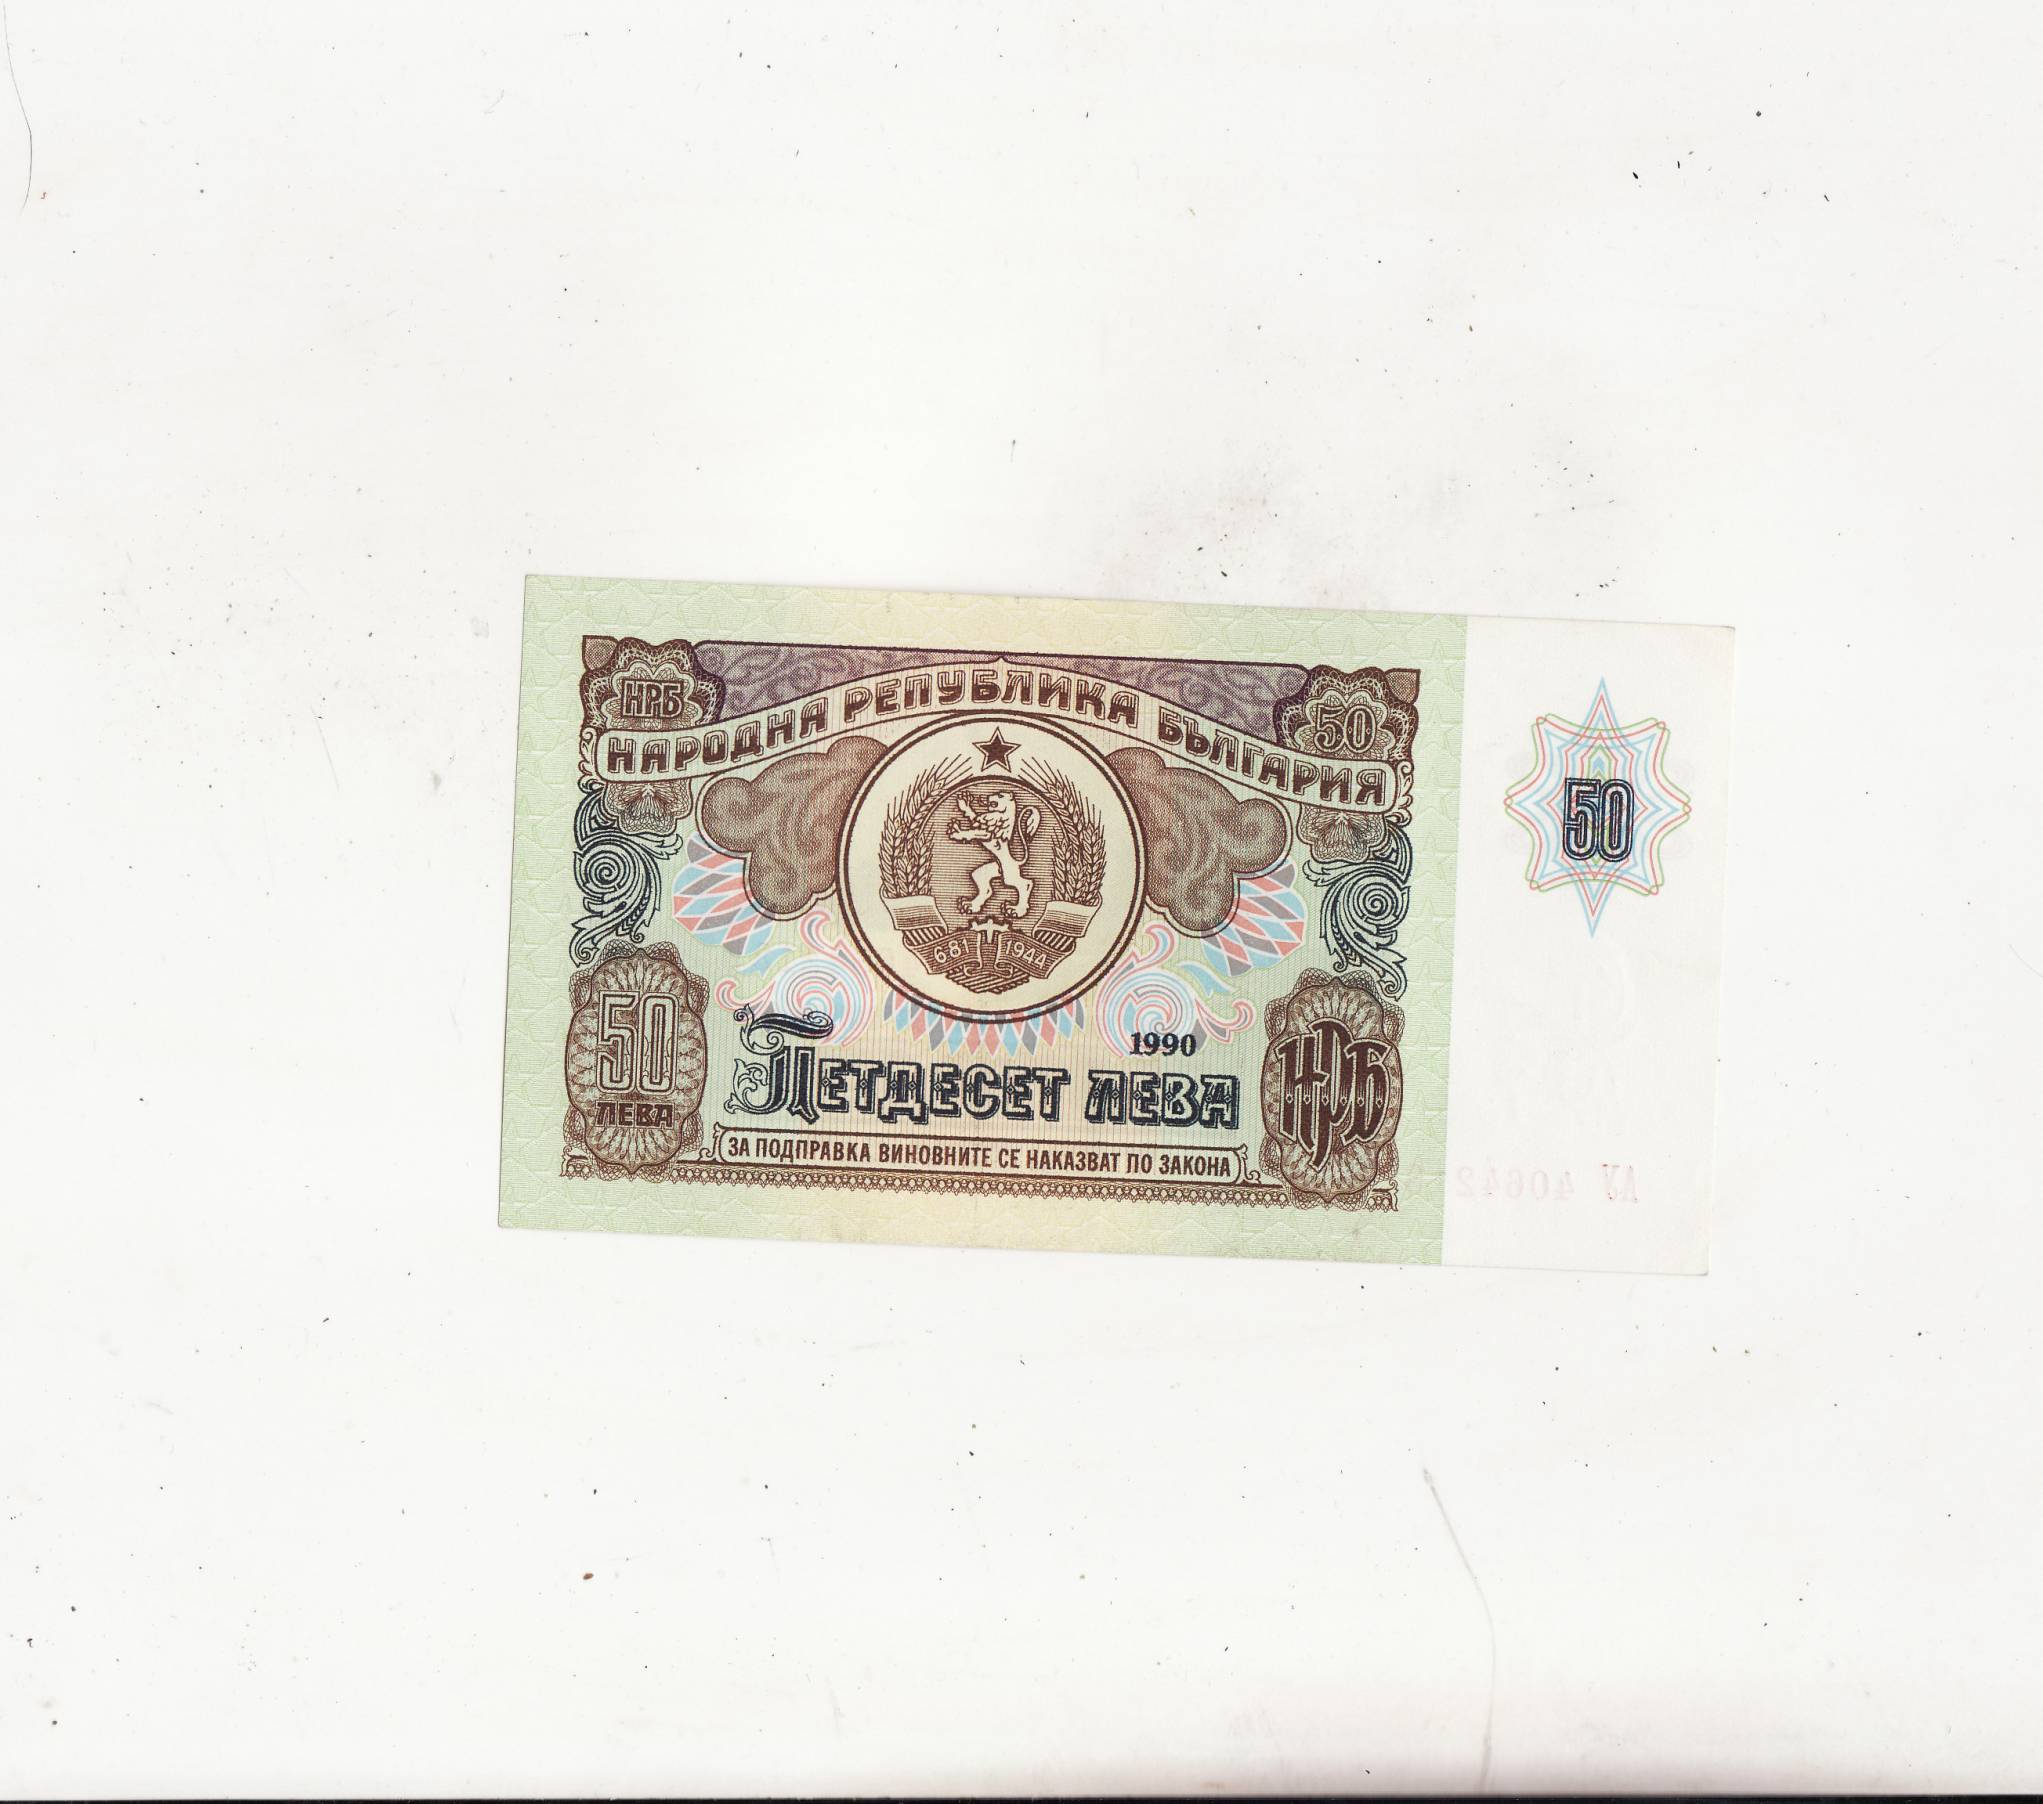 НРБ
50
НАРОДНА РЕПУБЛИКА БЪЛГАРИЯ
50
681 1944
50
ЛЕВА
1990
ПЕТДЕСЕТ ЛЕВА
НРБ
ЗА ПОДПРАВКА ВИНОВНИТЕ СЕ НАКАЗВАТ ПО ЗАКОНА